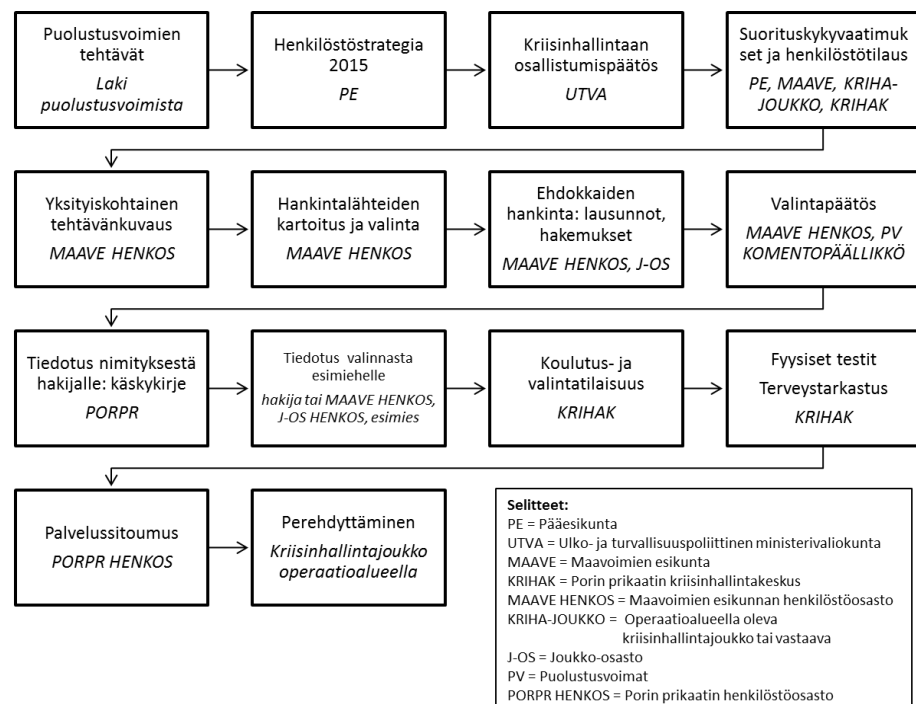 Puolustusvoimien
tehtävät
Laki
puolustusvoimista
Henkilöstöstrategia
2015
PE
Kriisinhallintaan
osallistumispäätös
UTVA
Suorituskykyvaatimuk
set ja henkilöstötilaus
PE, MAAVE, KRIHA-
JOUKKO, KRIHAK
Yksityiskohtainen
tehtävänkuvaus
MAAVE HENKOS
Hankintalähteiden
kartoitus ja valinta
MAAVE HENKOS
Ehdokkaiden
hankinta: lausunnot,
hakemukset
MAAVE HENKOS, J-OS
Valintapäätös
MAAVE HENKOS, PV
KOMENTOPÄÄLLIKKÖ
Tiedotus nimityksestä
hakijalle: käskykirje
PORPR
Tiedotus valinnasta
esimiehelle
hakija tai MAAVE HENKOS,
J-OS HENKOS, esimies
Koulutus- ja
valintatilaisuus
KRIHAK
Fyysiset testit
Terveystarkastus
KRIHAK
Palvelussitoumus
PORPR HENKOS
Perehdyttäminen
Kriisinhallintajoukko
operaatioalueella
Selitteet:
PE = Pääesikunta
UTVA = Ulko- ja turvallisuuspoliittinen ministerivaliokunta
MAAVE = Maavoimien esikunta
KRIHAK = Porin prikaatin kriisinhallintakeskus
MAAVE HENKOS = Maavoimien esikunnan henkilöstöosasto
KRIHA-JOUKKO = Operaatioalueella oleva
kriisinhallintajoukko tai vastaava
J-OS = Joukko-osasto
PV = Puolustusvoimat
PORPR HENKOS = Porin prikaatin henkilöstöosasto